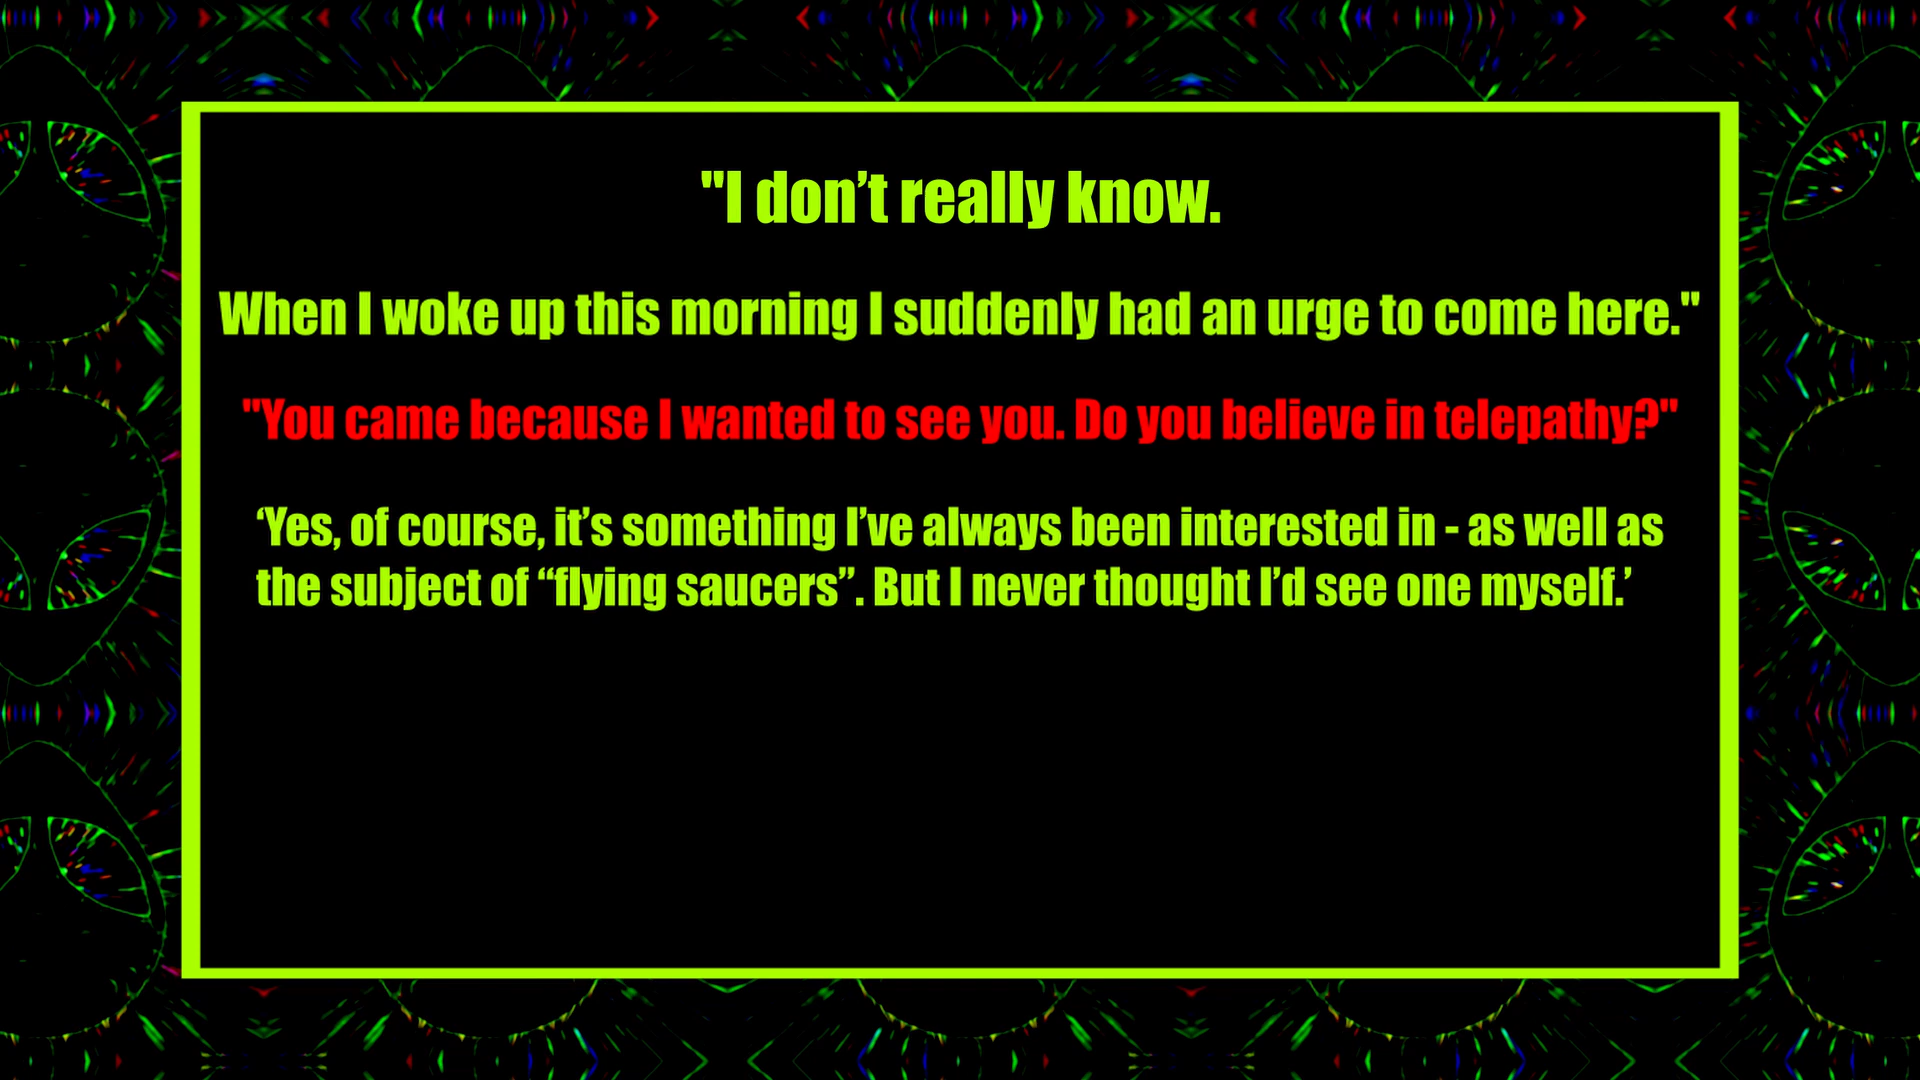 "I don’t really know.
When I woke up this morning I suddenly had an urge to come here."
"You came because I wanted to see you. Do you believe in telepathy?"
‘Yes, of course, it’s something I’ve always been interested in - as well as
the subject of “flying saucers”. But I never thought I’d see one myself.’